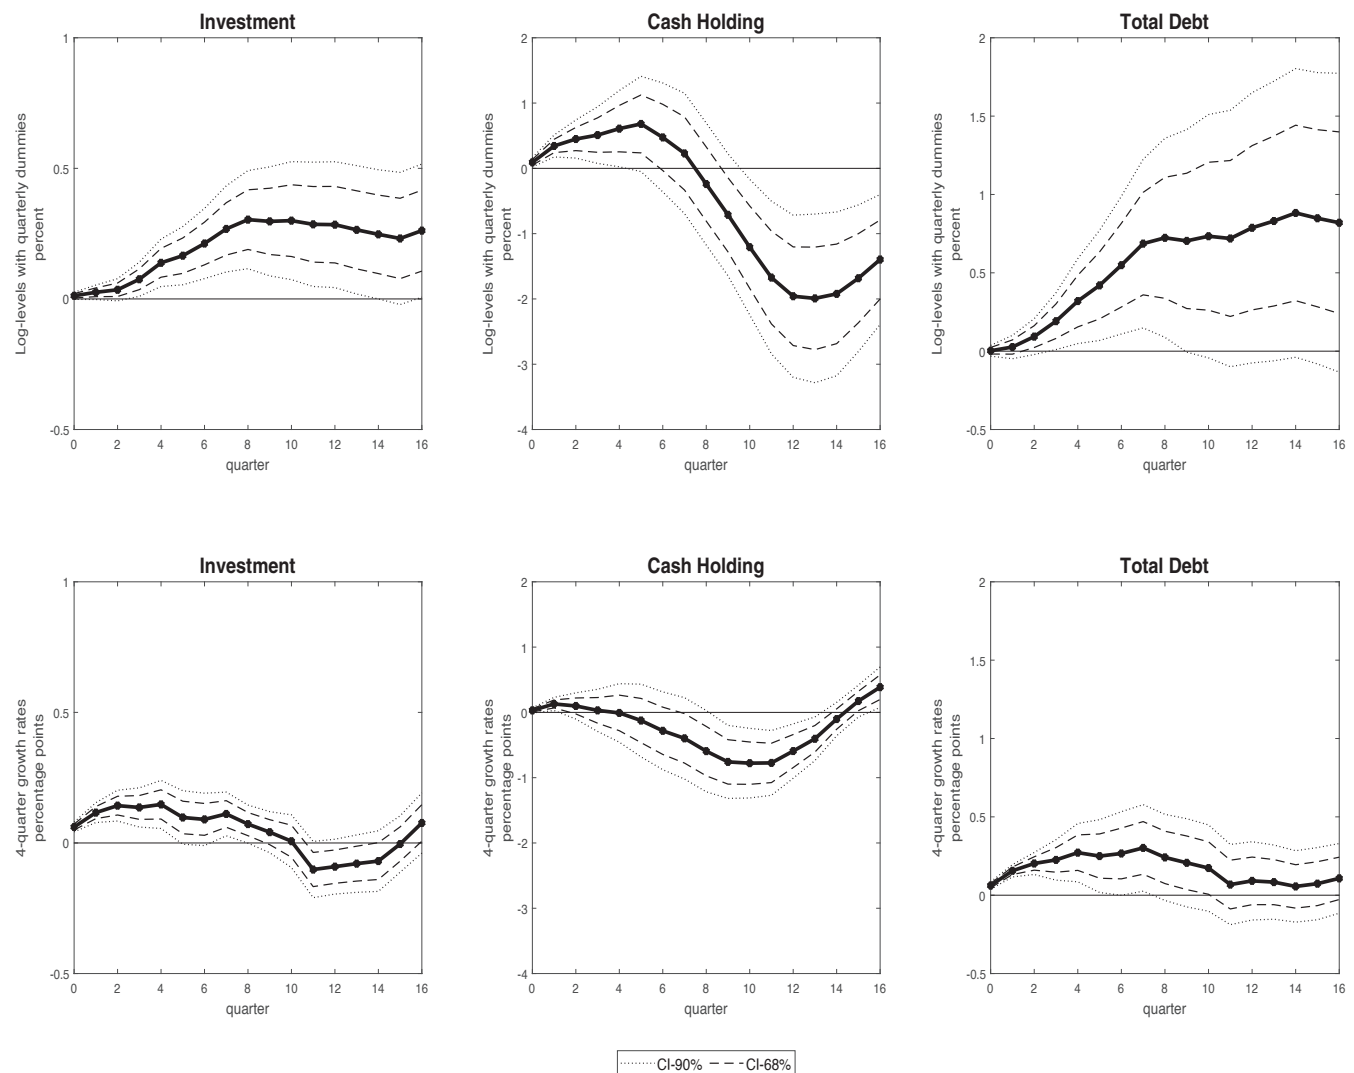 Investment
Cash Holding
Total Debt
1
0.5
0
-0.5
Log-levels with quarterly dummies
percent
0 2 4 6 8 10 12 14 16
quarter
2
1
0
-1
-2
-3
-4
Log-levels with quarterly dummies
percent
0 2 4 6 8 10 12 14 16
quarter
2
1.5
1
0.5
0
-0.5
Log-levels with quarterly dummies
percent
0 2 4 6 8 10 12 14 16
quarter
Investment
Cash Holding
Total Debt
1
0.5
0
-0.5
4-quarter growth rates
percentage points
0 2 4 6 8 10 12 14 16
quarter
2
1
0
-1
-2
-3
-4
4-quarter growth rates
percentage points
0 2 4 6 8 10 12 14 16
quarter
2
1.5
1
0.5
0
-0.5
4-quarter growth rates
percentage points
0 2 4 6 8 10 12 14 16
quarter
CI-90% CI-68%